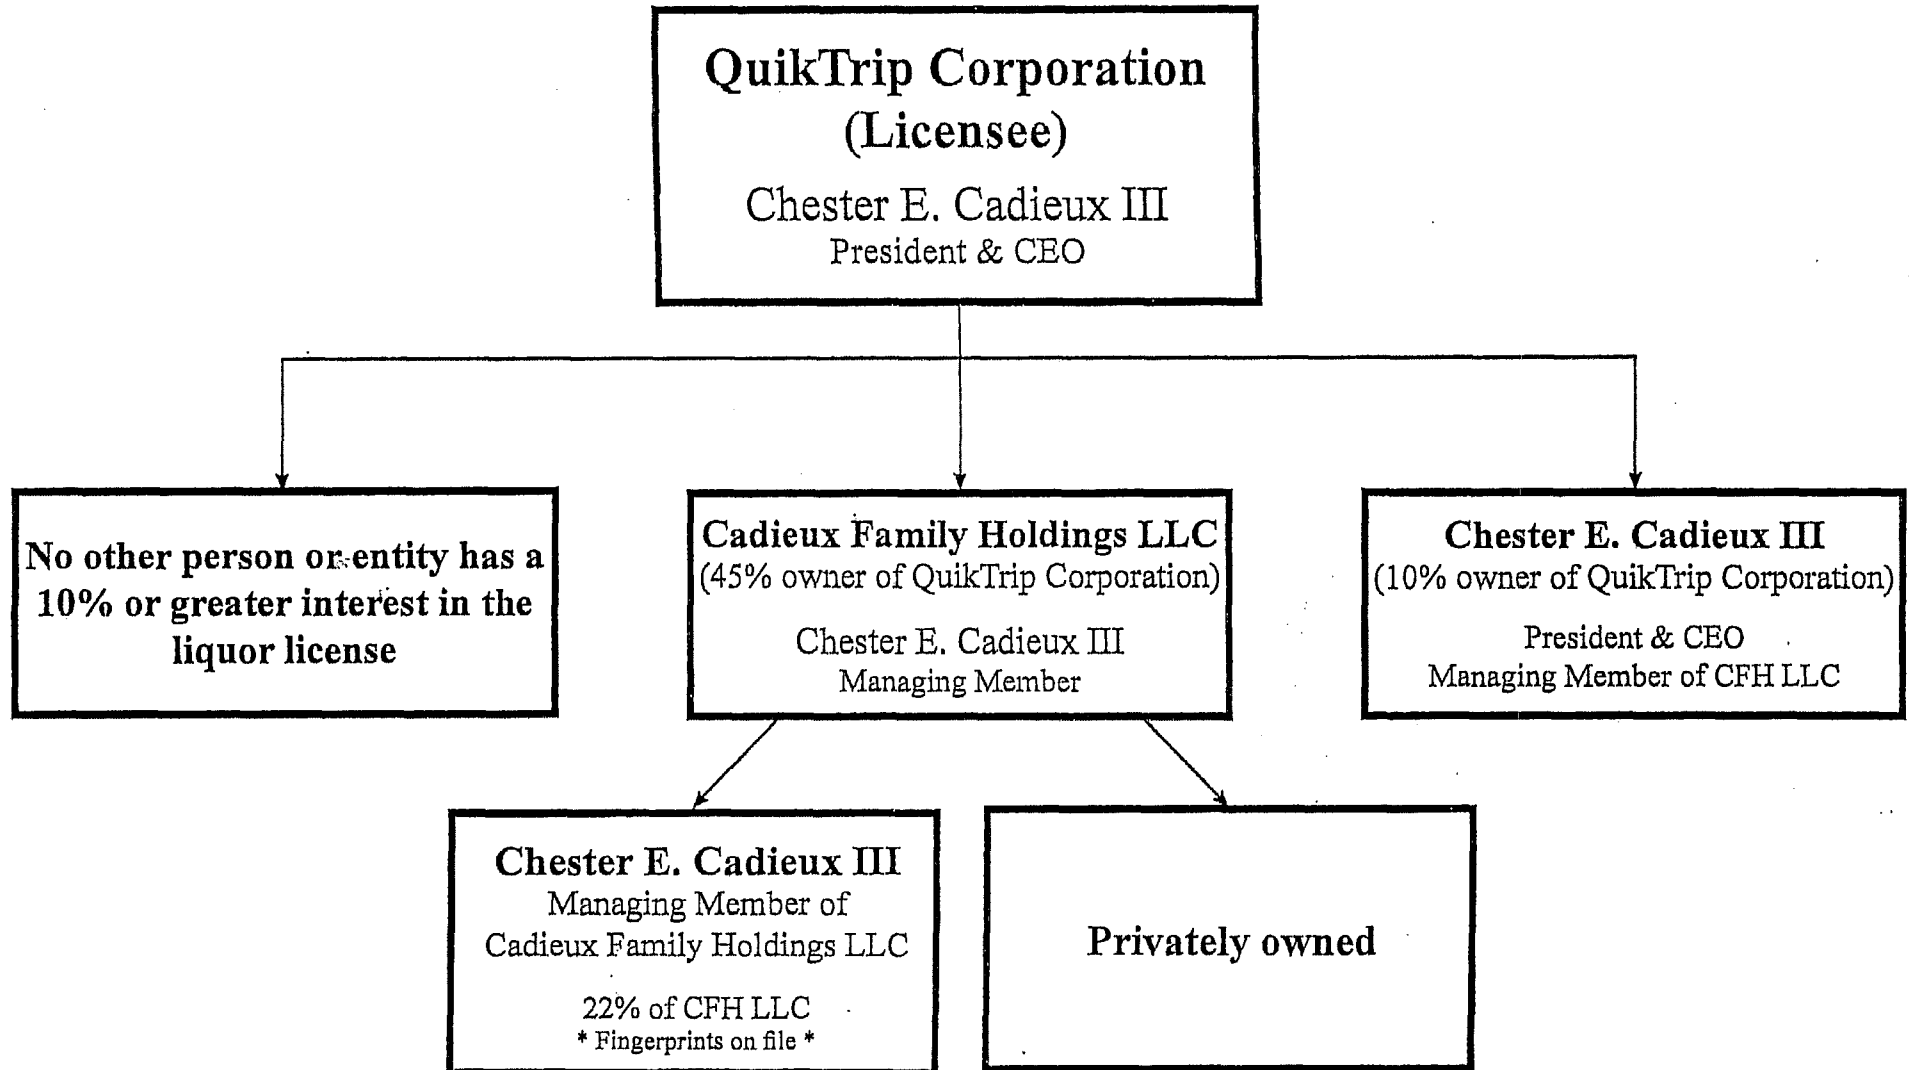 QuikTrip Corporation
(Licensee)
Chester E. Cadieux III
President & CEO
No other person or entity has a
10% or greater interest in the
liquor license
Cadieux Family Holdings LLC
(45% owner of QuikTrip Corporation)
Chester E. Cadieux III
Managing Member
Chester E. Cadieux III
(10% owner of QuikTrip Corporation)
President & CEO
Managing Member of CFH LLC
Chester E. Cadieux III
Managing Member of
Cadieux Family Holdings LLC
22% of CFH LLC
* Fingerprints on file *
Privately owned